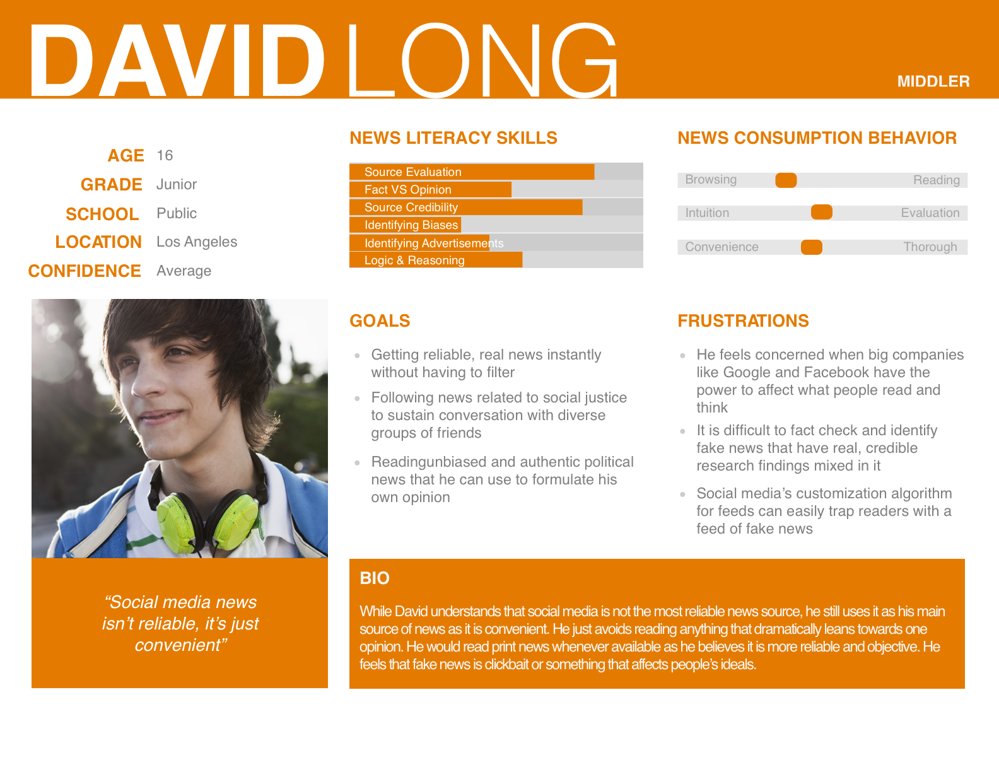 DAVID LONG
MIDDLER
AGE 16
GRADE Junior
SCHOOL Public
LOCATION Los Angeles
CONFIDENCE Average
“Social media news
isn’t reliable, it’s just
convenient”
NEWS LITERACY SKILLS
Source Evaluation
Fact VS Opinion
Source Credibility
Identifying Biases
Identifying Advertisements
Logic & Reasoning
NEWS CONSUMPTION BEHAVIOR
Browsing Reading
Intuition Evaluation
Convenience Thorough
GOALS
• Getting reliable, real news instantly
without having to filter
• Following news related to social justice
to sustain conversation with diverse
groups of friends
• Readingunbiased and authentic political
news that he can use to formulate his
own opinion
FRUSTRATIONS
• He feels concerned when big companies
like Google and Facebook have the
power to affect what people read and
think
• It is difficult to fact check and identify
fake news that have real, credible
research findings mixed in it
• Social media’s customization algorithm
for feeds can easily trap readers with a
feed of fake news
BIO
While David understands that social media is not the most reliable news source, he still uses it as his main
source of news as it is convenient. He just avoids reading anything that dramatically leans towards one
opinion. He would read print news whenever available as he believes it is more reliable and objective. He
feels that fake news is clickbait or something that affects people’s ideals.